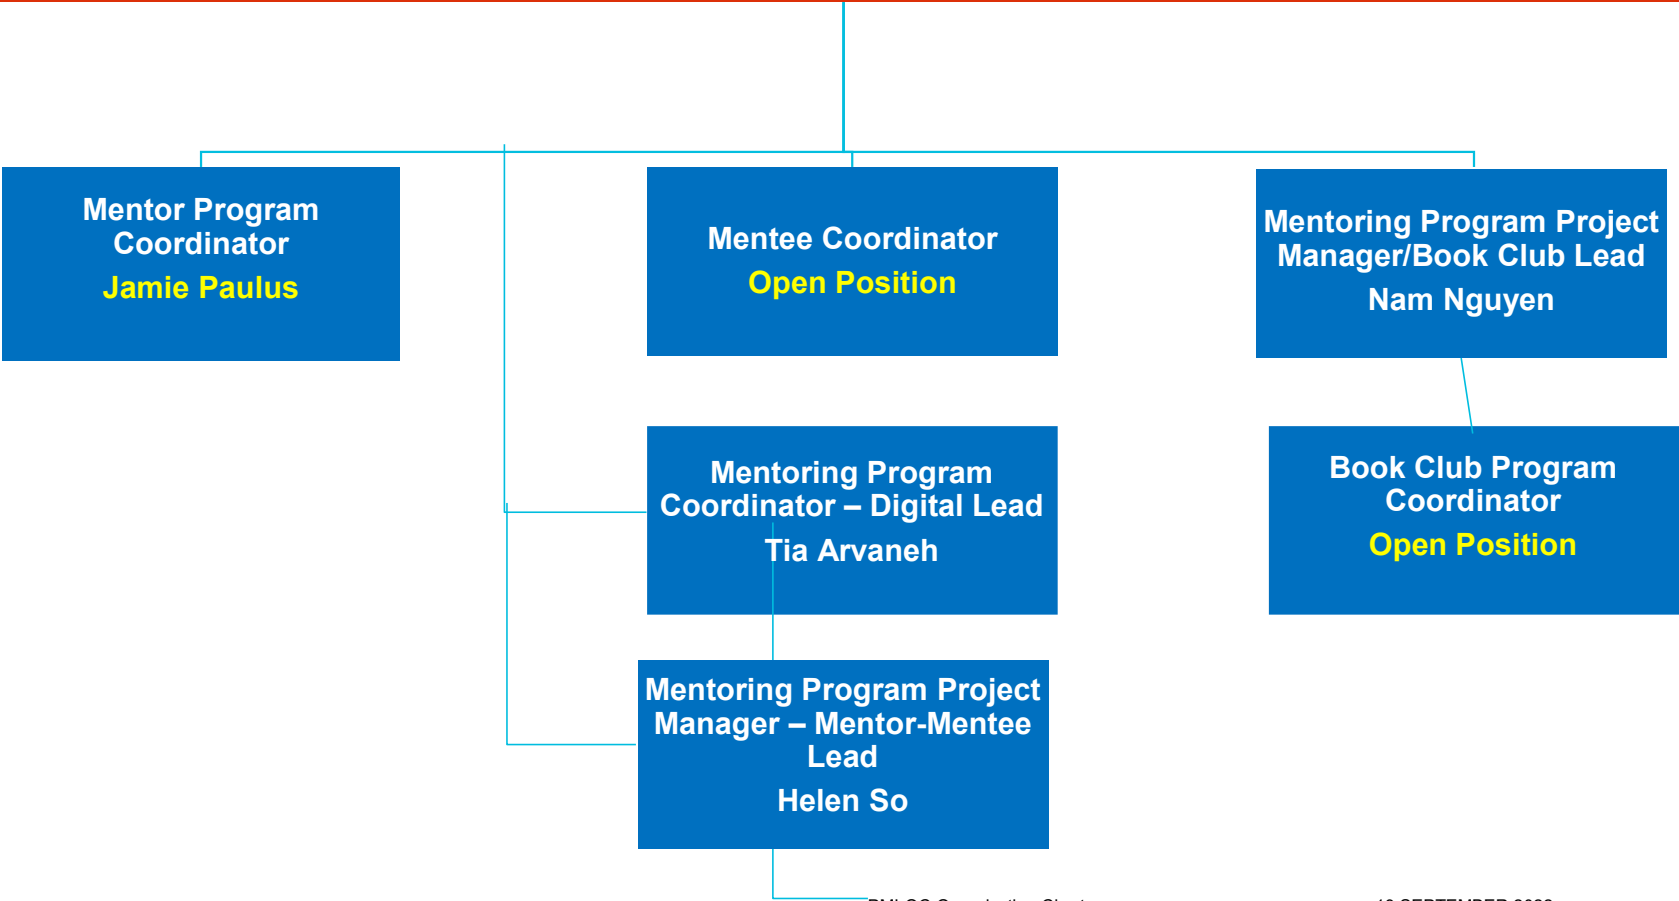 Mentor Program
Coordinator
Jamie Paulus
Mentee Coordinator
Open Position
Mentoring Program Project
Manager/Book Club Lead
Nam Nguyen
Mentoring Program
Coordinator – Digital Lead
Tia Arvaneh
Book Club Program
Coordinator
Open Position
Mentoring Program Project
Manager – Mentor-Mentee
Lead
Helen So
SEPTEMBER